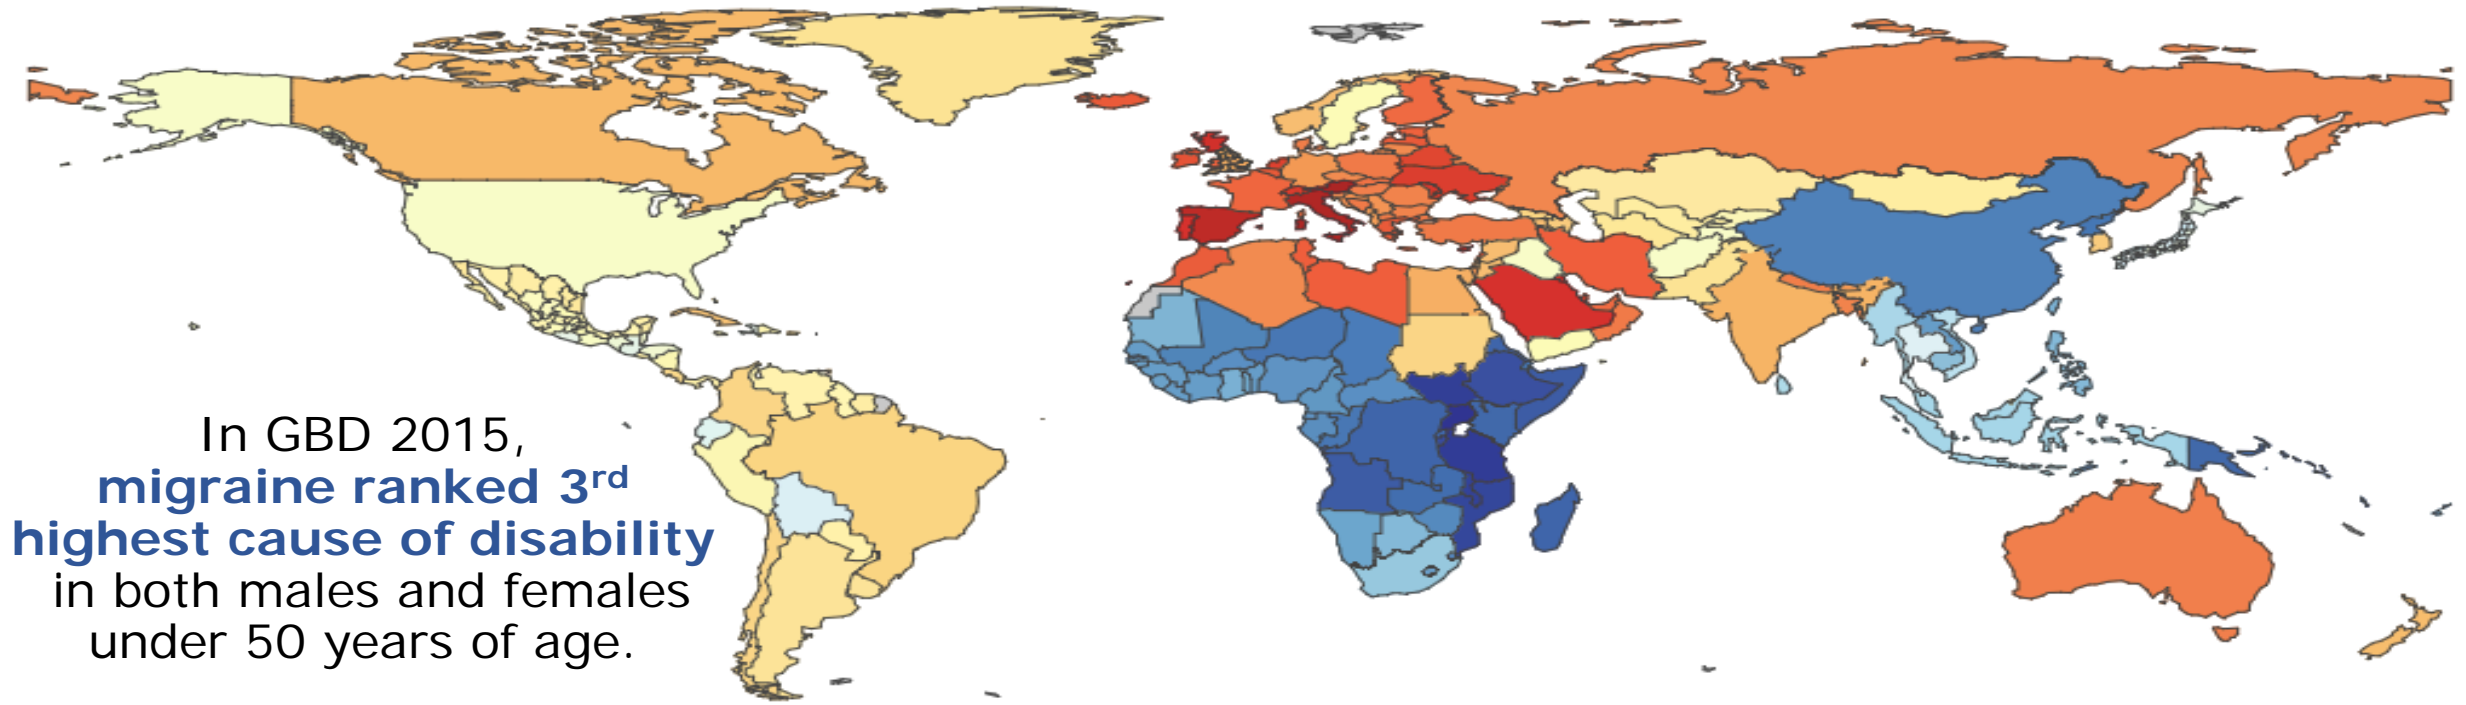 In GBD 2015,
migraine ranked 3rd
highest cause of disability
in both males and females
under 50 years of age.